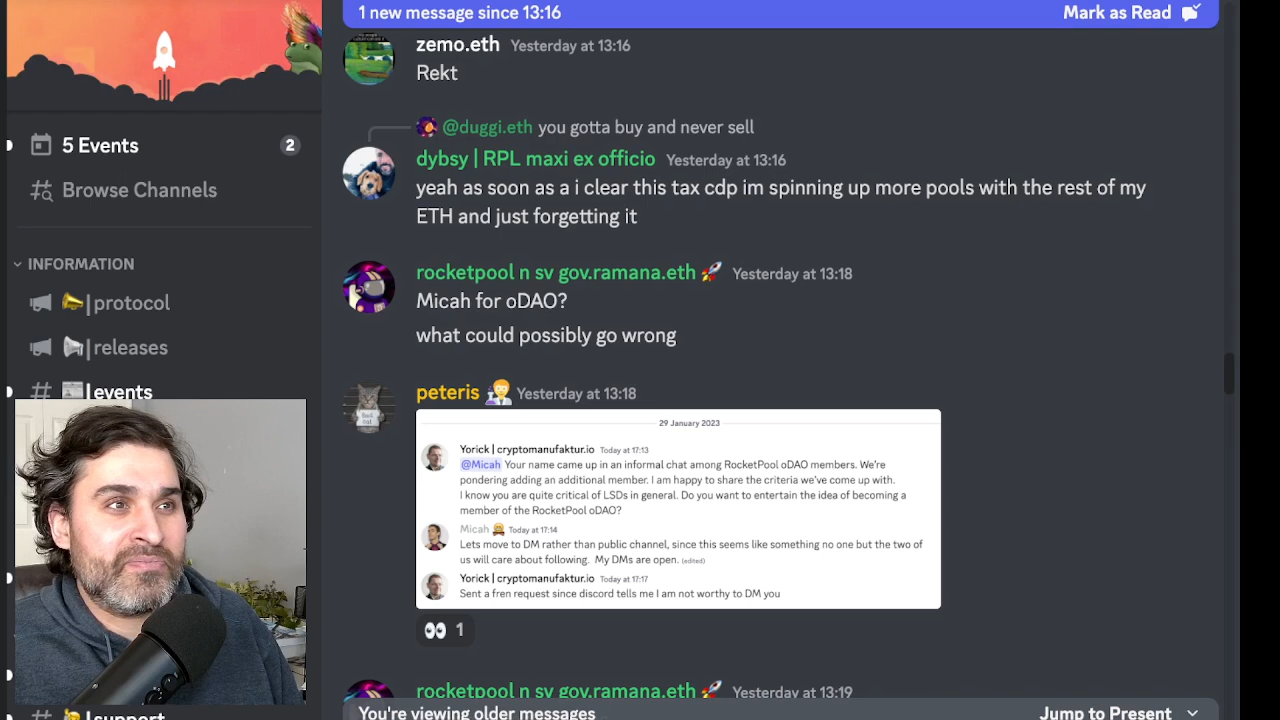 1 new message since 13:16
Mark as Read
zemo.eth Yesterday at 13:16
Rekt
5 Events 2
Browse Channels
INFORMATION
protocol
releases
events
support
@duggi.eth you gotta buy and never sell
dybsy | RPL maxi ex officio Yesterday at 13:16
yeah as soon as a i clear this tax cdp im spinning up more pools with the rest of my
ETH and just forgetting it
rocketpool n sv gov.ramana.eth 🚀 Yesterday at 13:18
Micah for oDAO?
what could possibly go wrong
peteris Yesterday at 13:18
29 January 2023
Yorick | cryptomanufaktur.io Today at 17:13
@Micah Your name came up in an informal chat among RocketPool oDAO members. We're
pondering adding an additional member. I am happy to share the criteria we've come up with.
I know you are quite critical of LSDs in general. Do you want to entertain the idea of becoming a
member of the RocketPool oDAO?
Micah Today at 17:14
Lets move to DM rather than public channel, since this seems like something no one but the two of
us will care about following. My DMs are open. (edited)
Yorick | cryptomanufaktur.io Today at 17:17
Sent a fren request since discord tells me I am not worthy to DM you
👀 1
rocketpool n sv gov.ramana.eth 🚀 Yesterday at 13:19
You're viewing older messages
Jump to Present